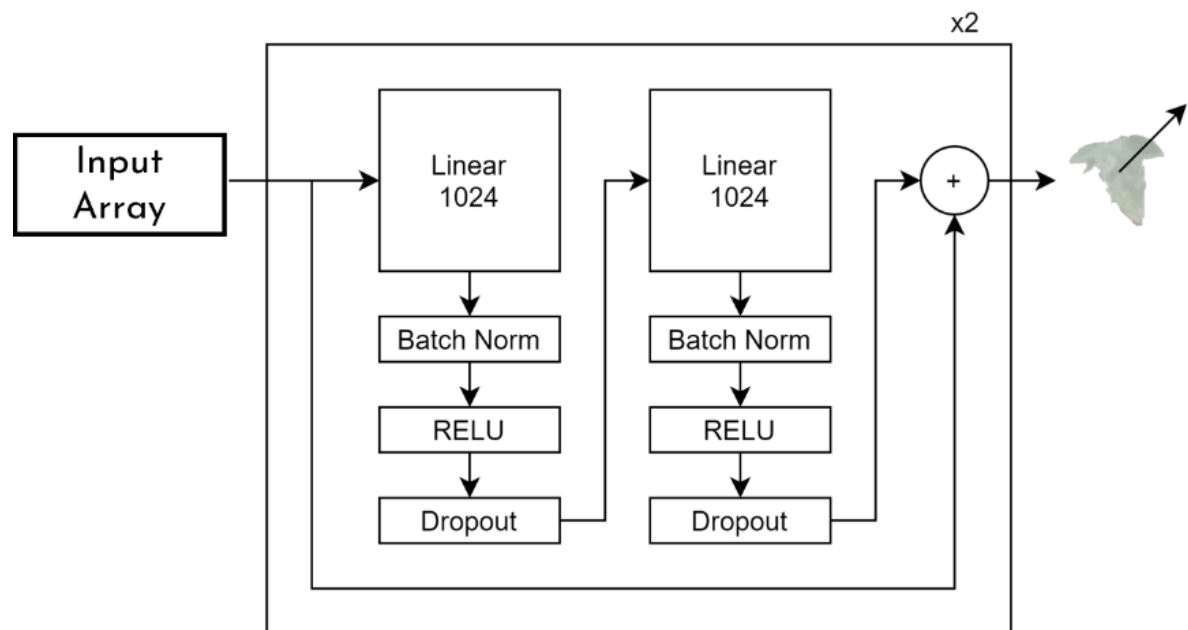 x2
Input
Array
Linear
1024
Batch Norm
RELU
Dropout
Linear
1024
Batch Norm
RELU
Dropout
+